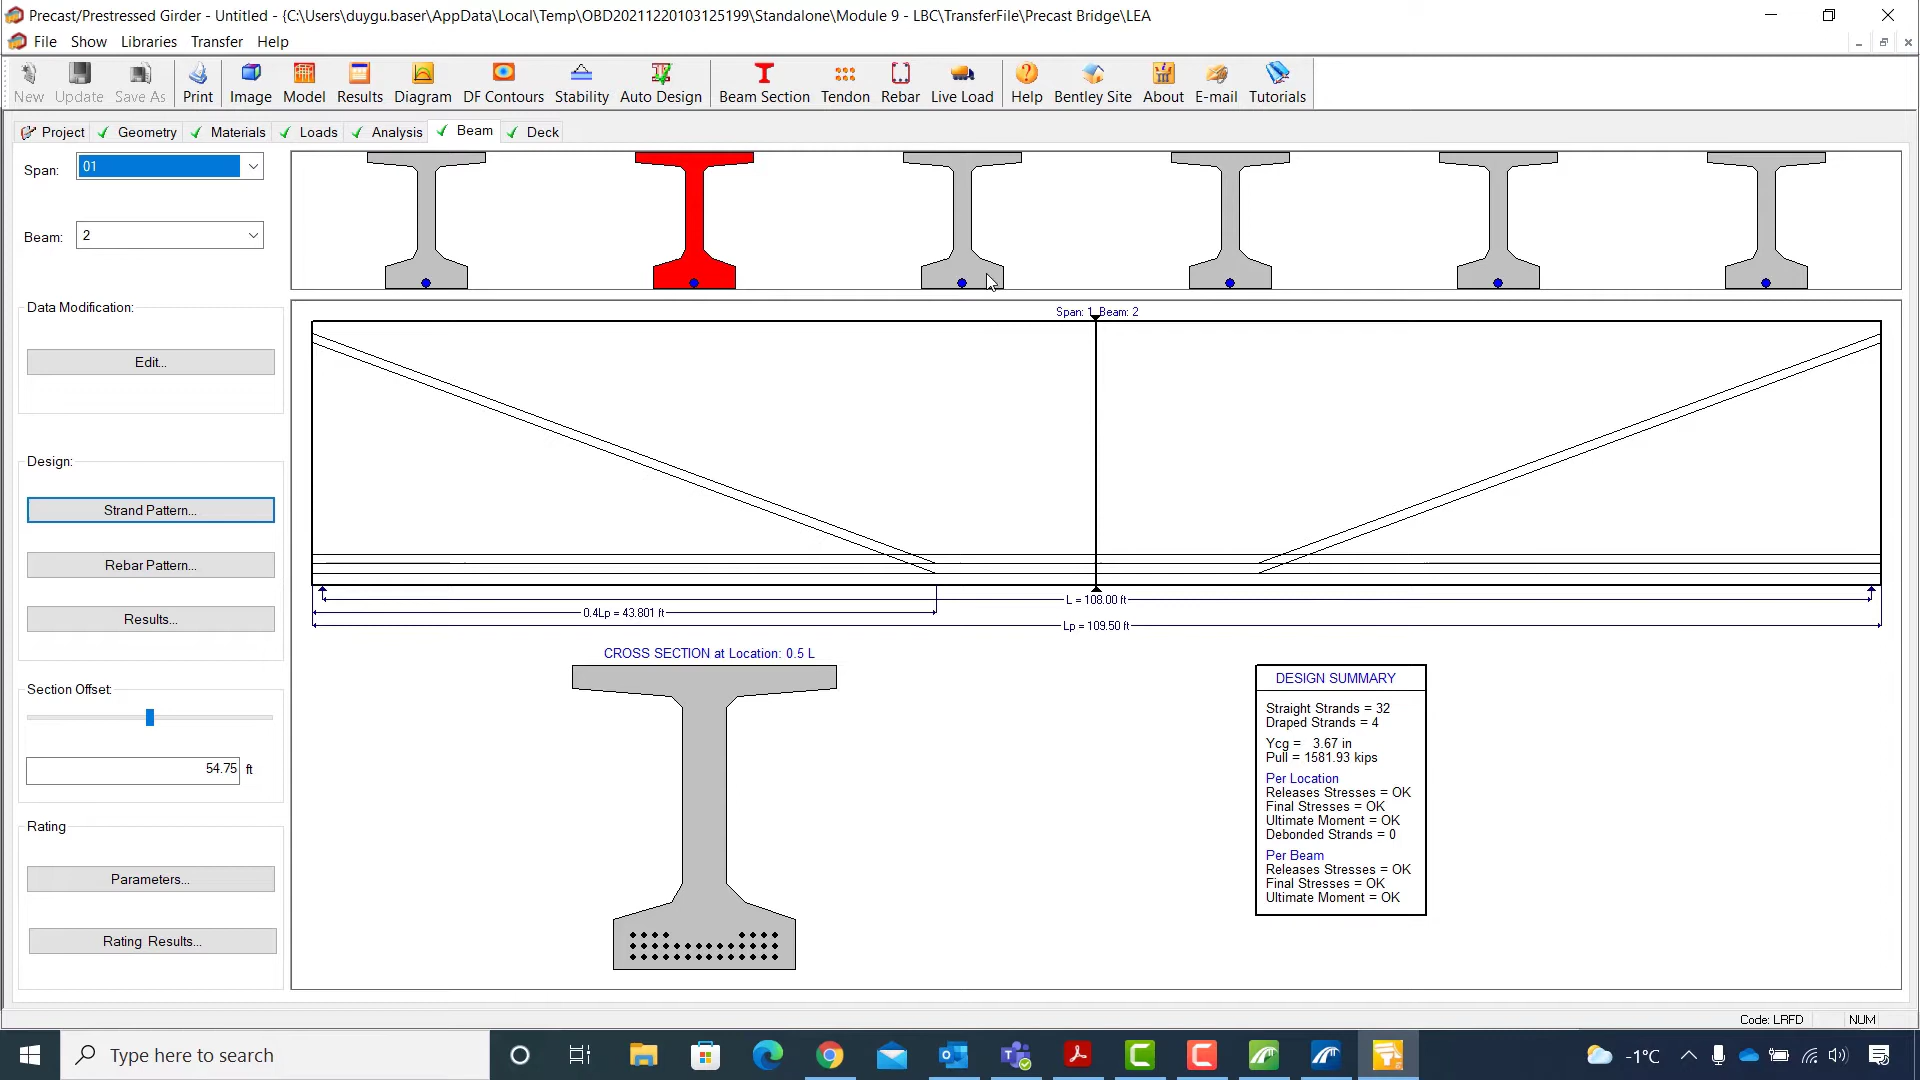 Precast/Prestressed Girder - Untitled - {C:\Users\duygu.baser\AppData\Local\Temp\OBD20211220103125199\Standalone\Module 9 - LBC\TransferFile\Precast Bridge\LEA
File Show Libraries Transfer Help
New Update Save As Print Image Model Results Diagram DF Contours Stability Auto Design Beam Section Tendon Rebar Live Load Help Bentley Site About E-mail Tutorials
Project Geometry Materials Loads Analysis Beam Deck
Span: 01
Beam: 2
Data Modification:
Edit...
Design:
Strand Pattern...
Rebar Pattern...
Results...
Section Offset:
54.75 ft
Rating
Parameters...
Rating Results...
Span: 1 Beam: 2
L = 108.00 ft
0.4Lp = 43.801 ft
Lp = 109.50 ft
CROSS SECTION at Location: 0.5 L
DESIGN SUMMARY
Straight Strands = 32
Draped Strands = 4
Ycg = 3.67 in
Pull = 1581.93 kips
Per Location
Releases Stresses = OK
Final Stresses = OK
Ultimate Moment = OK
Debonded Strands = 0
Per Beam
Releases Stresses = OK
Final Stresses = OK
Ultimate Moment = OK
Code: LRFD NUM
Type here to search
-1°C